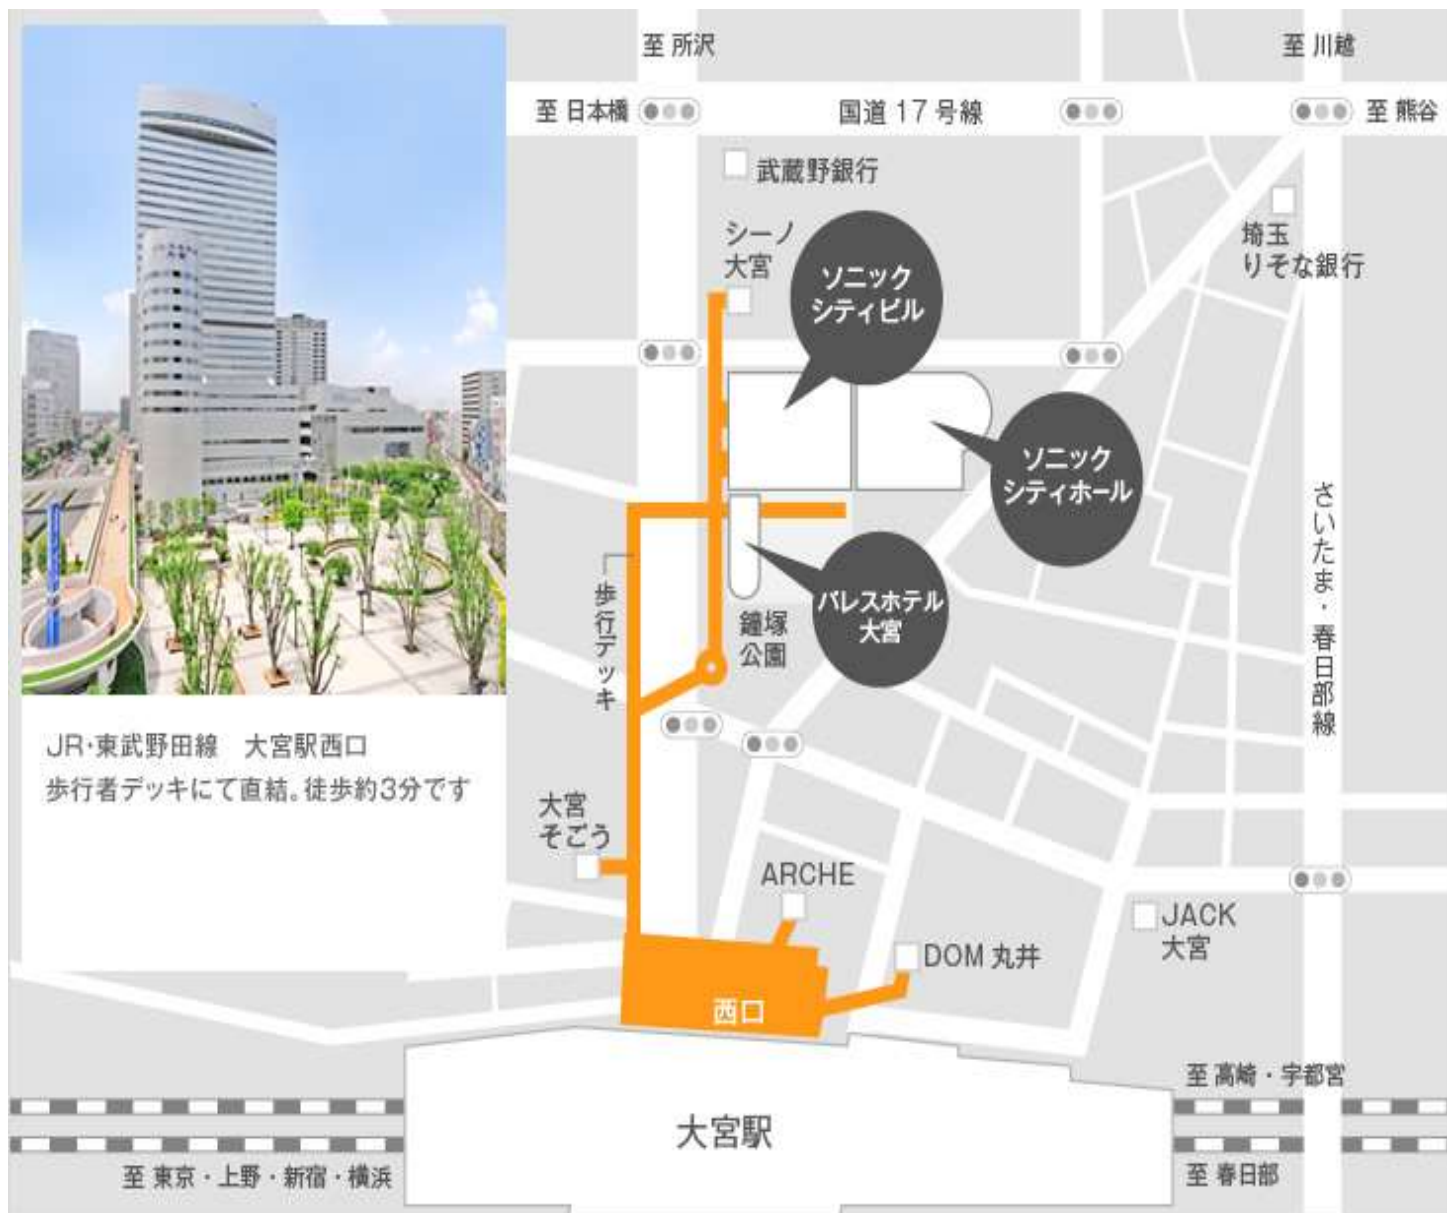 至 所沢
至 川越
至 日本橋
国道 17 号線
至 熊谷
武蔵野銀行
シーノ
大宮
ソニック
シティビル
埼玉
りそな銀行
ソニック
シティホール
さいたま・春日部線
歩行デッキ
パレスホテル
大宮
鐘塚
公園
JR・東武野田線　大宮駅西口
歩行者デッキにて直結。徒歩約3分です
大宮
そごう
ARCHE
JACK
大宮
DOM 丸井
西口
至 高崎・宇都宮
大宮駅
至 東京・上野・新宿・横浜
至 春日部